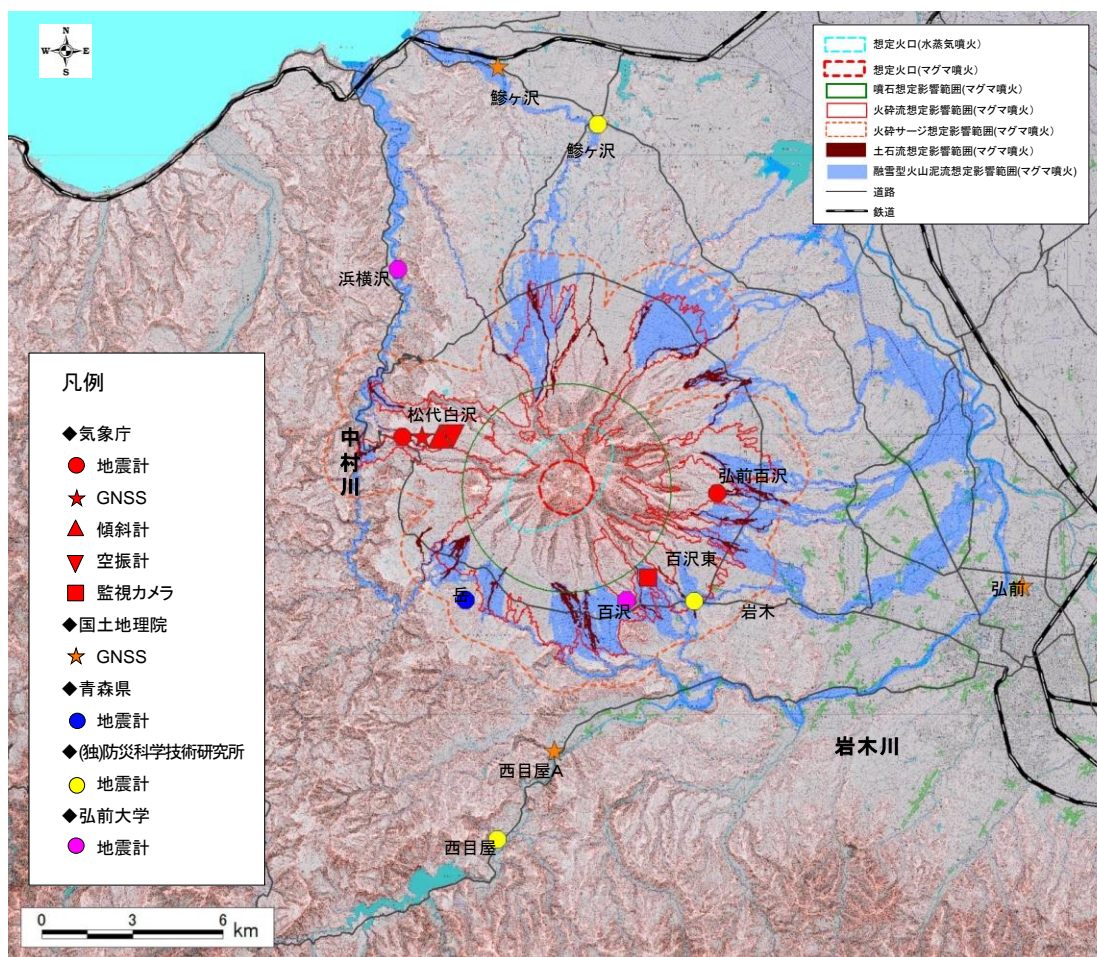 N
W E
S
想定火口(水蒸気噴火)
想定火口(マグマ噴火)
噴石想定影響範囲(マグマ噴火)
火砕流想定影響範囲(マグマ噴火)
火砕サージ想定影響範囲(マグマ噴火)
土石流想定影響範囲(マグマ噴火)
融雪型火山泥流想定影響範囲(マグマ噴火)
道路
鉄道
鰺ヶ沢
鰺ヶ沢
浜横沢
松代白沢
中村川
弘前百沢
百沢東
岳
百沢
岩木
弘前
西目屋A
岩木川
西目屋
凡例
◆気象庁
地震計
GNSS
傾斜計
空振計
監視カメラ
◆国土地理院
GNSS
◆青森県
地震計
◆(独)防災科学技術研究所
地震計
◆弘前大学
地震計
0 3 6 km